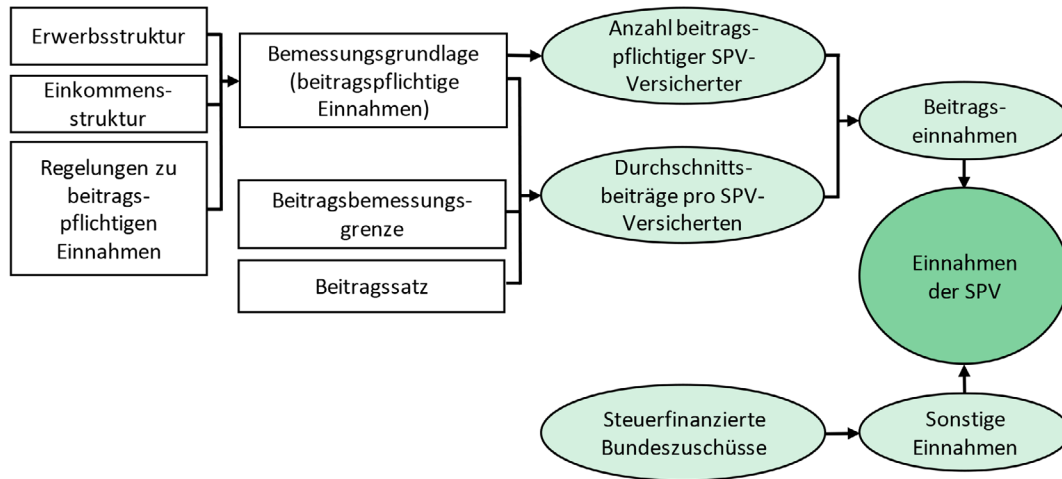 Erwerbsstruktur
Einkommens-
struktur
Regelungen zu
beitrags-
pflichtigen
Einnahmen
Bemessungsgrundlage
(beitragspflichtige
Einnahmen)
Beitragsbemessungs-
grenze
Beitragssatz
Anzahl beitrags-
pflichtiger SPV-
Versicherter
Durchschnitts-
beiträge pro SPV-
Versicherten
Beitrags-
einnahmen
Einnahmen
der SPV
Steuerfinanzierte
Bundeszuschüsse
Sonstige
Einnahmen